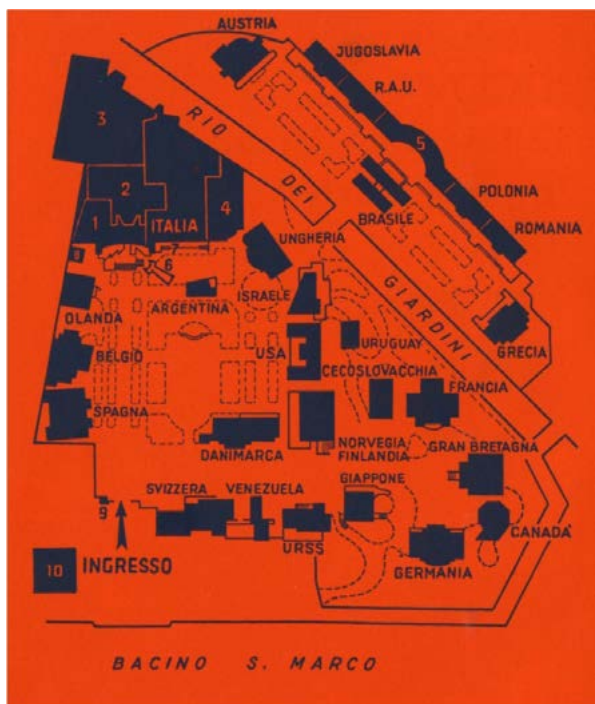 AUSTRIA
JUGOSLAVIA
R.A.U.
3
RIO
5
DEI
2
POLONIA
1
ITALIA
4
BRASILE
ROMANIA
UNGHERIA
7
8
6
GIARDINI
ISRAELE
OLANDA
ARGENTINA
URUGUAY
GRECIA
BELGIO
USA
CECOSLOVACCHIA
FRANCIA
SPAGNA
DANIMARCA
NORVEGIA
FINLANDIA
GRAN BRETAGNA
GIAPPONE
SVIZZERA
VENEZUELA
9
CANADA'
URSS
10
INGRESSO
GERMANIA
BACINO S. MARCO